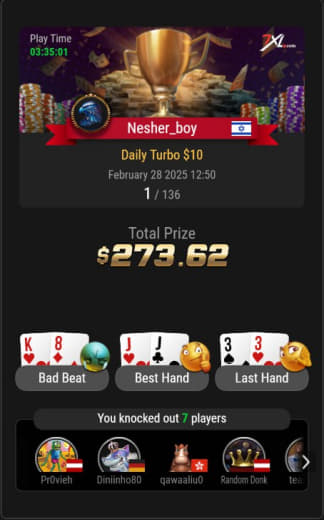 Play Time
03:35:01
2XL
Nesher_boy
Daily Turbo $10
February 28 2025 12:50
1 / 136
Total Prize
$273.62
K 8 J J 3 3
Bad Beat Best Hand Last Hand
You knocked out 7 players
Pr0vieh Diniinho80 qawaaliu0 Random Donk tea